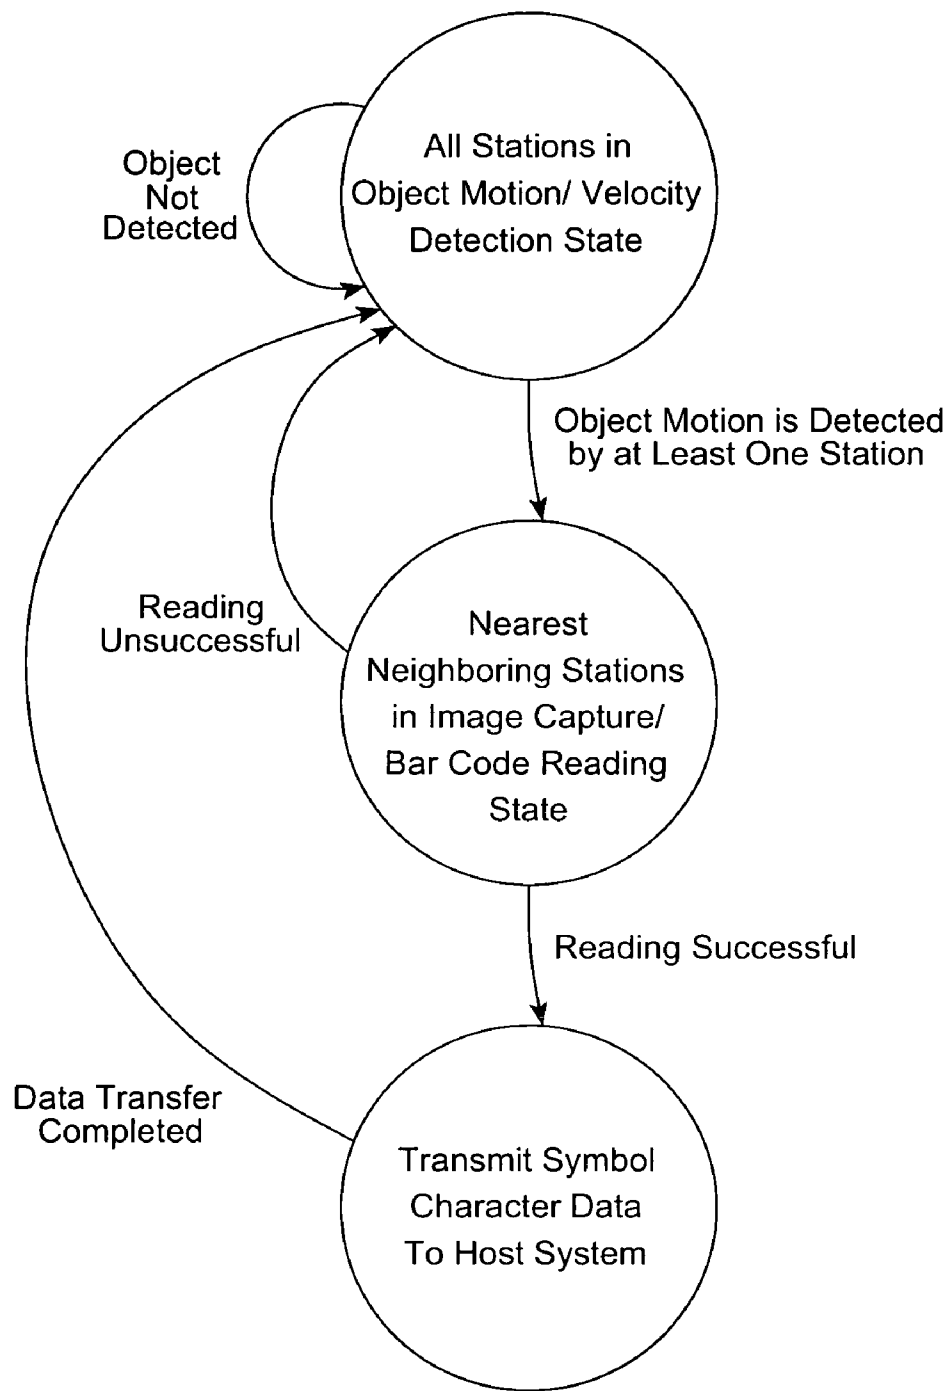 All Stations in
Object Motion/ Velocity
Detection State
Object
Not
Detected
Object Motion is Detected
by at Least One Station
Nearest
Neighboring Stations
in Image Capture/
Bar Code Reading
State
Reading
Unsuccessful
Reading Successful
Data Transfer
Completed
Transmit Symbol
Character Data
To Host System